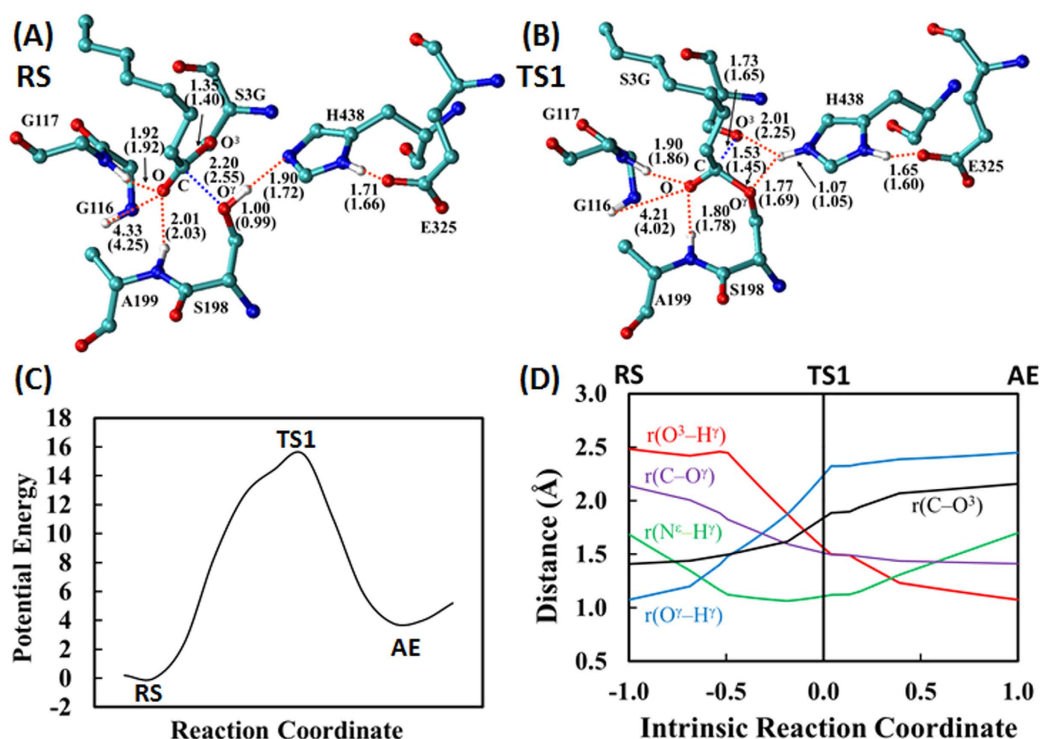 (A)
RS
S3G
1.35
(1.40)
H438
G117
1.92
(1.92)
O³
O
C
2.20
(2.55)
Oγ
1.90
(1.72)
1.71
(1.66)
1.00
(0.99)
G116
4.33
(4.25)
2.01
(2.03)
E325
A199
S198
(B)
TS1
S3G
1.73
(1.65)
H438
G117
O³
2.01
(2.25)
1.90
(1.86)
1.53
(1.45)
C
O
Oγ
1.77
(1.69)
1.07
(1.05)
1.65
(1.60)
E325
G116
4.21
(4.02)
1.80
(1.78)
A199
S198
(C)
18
16
14
12
10
8
6
4
2
0
-2
Potential Energy
TS1
RS
AE
Reaction Coordinate
(D)
RS
TS1
AE
3.0
2.5
2.0
1.5
1.0
0.5
Distance (Å)
r(O³–Hγ)
r(C–Oγ)
r(C–O³)
r(Nε–Hγ)
r(Oγ–Hγ)
-1.0
-0.5
0.0
0.5
1.0
Intrinsic Reaction Coordinate